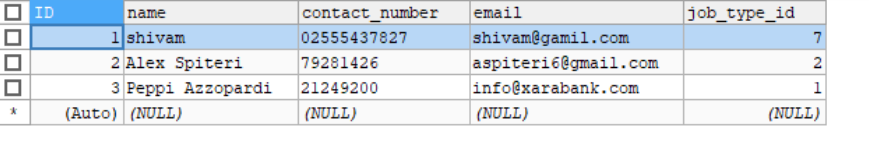 ID name contact_number email job_type_id
1 shivam 02555437827 shivam@gamil.com 7
2 Alex Spiteri 79281426 aspiteri6@gmail.com 2
3 Peppi Azzopardi 21249200 info@xarabank.com 1
* (Auto) (NULL) (NULL) (NULL) (NULL)